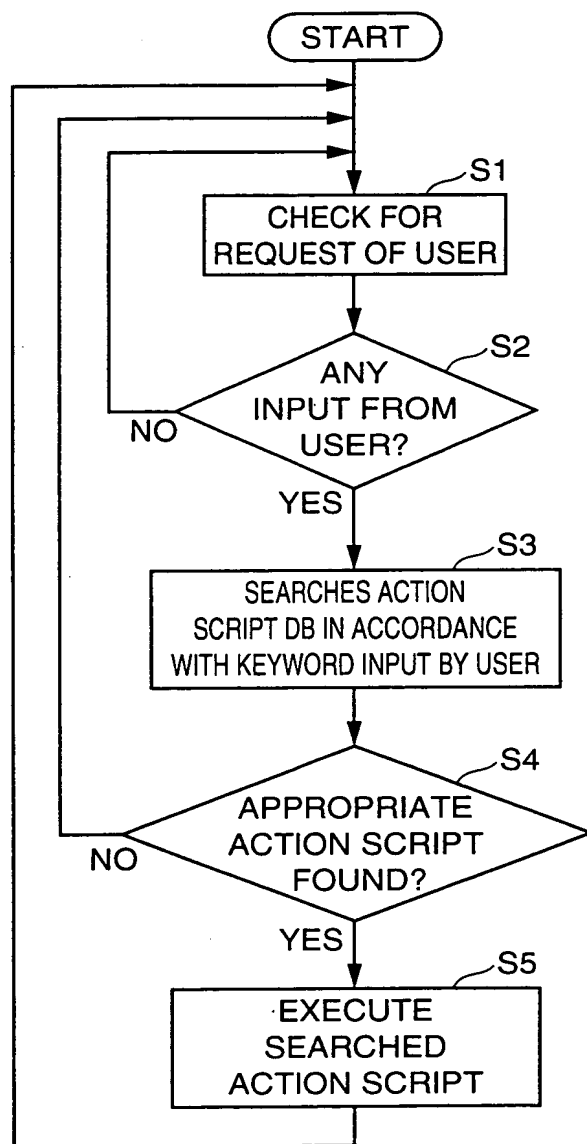 START
S1
CHECK FOR
REQUEST OF USER
S2
ANY
INPUT FROM
USER?
NO
YES
S3
SEARCHES ACTION
SCRIPT DB IN ACCORDANCE
WITH KEYWORD INPUT BY USER
S4
APPROPRIATE
ACTION SCRIPT
FOUND?
NO
YES
S5
EXECUTE
SEARCHED
ACTION SCRIPT